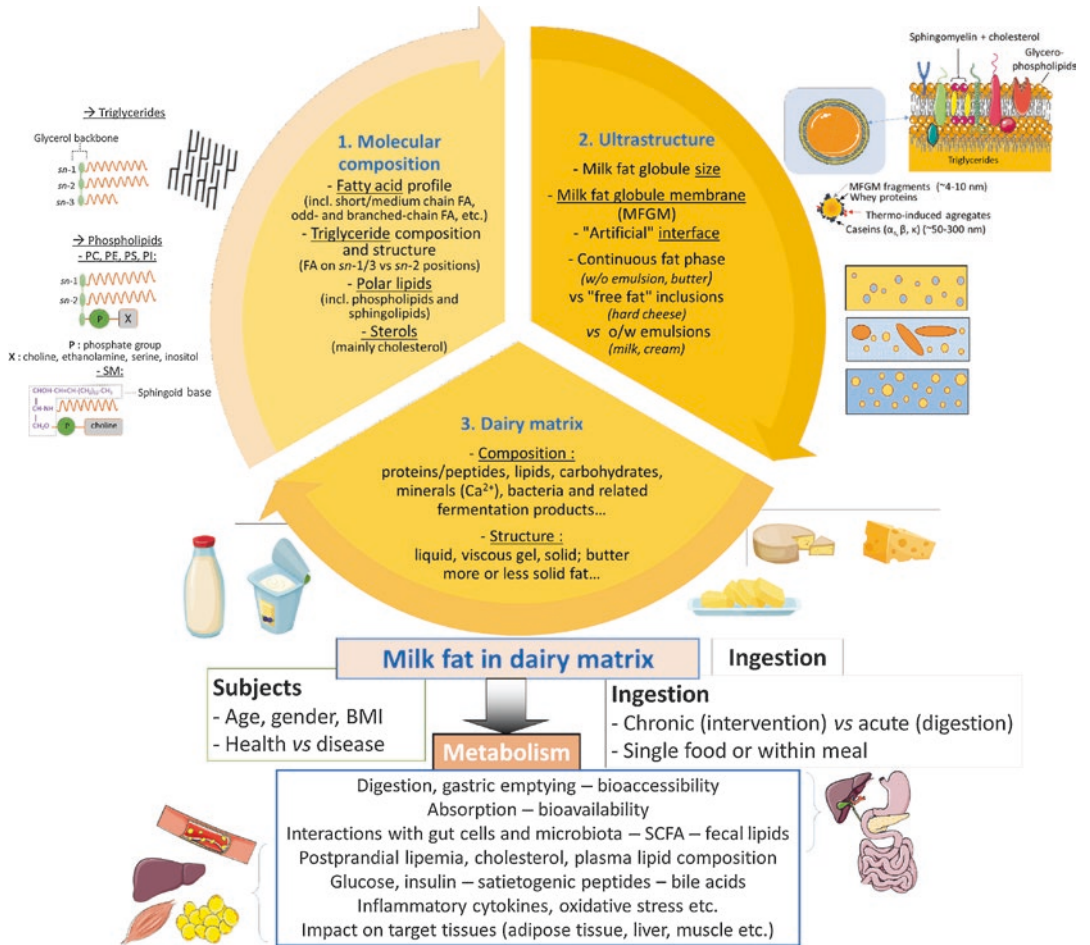 → Triglycerides
Glycerol backbone
sn-1
sn-2
sn-3
→ Phospholipids
- PC, PE, PS, PI:
sn-1
sn-2
P
X
P : phosphate group
X : choline, ethanolamine, serine, inositol
- SM:
CHOH-CH=CH-(CH₂)₁₂-CH₃
Sphingoid base
CH-NH
CH₂O
P
choline
1. Molecular
composition
- Fatty acid profile
(incl. short/medium chain FA,
odd- and branched-chain FA, etc.)
- Triglyceride composition
and structure
(FA on sn-1/3 vs sn-2 positions)
- Polar lipids
(incl. phospholipids and
sphingolipids)
- Sterols
(mainly cholesterol)
2. Ultrastructure
- Milk fat globule size
- Milk fat globule membrane
(MFGM)
- "Artificial" interface
- Continuous fat phase
(w/o emulsion, butter)
vs "free fat" inclusions
(hard cheese)
vs o/w emulsions
(milk, cream)
Sphingomyelin + cholesterol
Glycero-
phospholipids
Triglycerides
MFGM fragments (~4-10 nm)
Whey proteins
Thermo-induced agregates
Caseins (αₛ, β, κ) (~50-300 nm)
3. Dairy matrix
- Composition :
proteins/peptides, lipids, carbohydrates,
minerals (Ca²⁺), bacteria and related
fermentation products...
- Structure :
liquid, viscous gel, solid; butter
more or less solid fat...
Milk fat in dairy matrix
Ingestion
Subjects
- Age, gender, BMI
- Health vs disease
Ingestion
- Chronic (intervention) vs acute (digestion)
- Single food or within meal
Metabolism
Digestion, gastric emptying – bioaccessibility
Absorption – bioavailability
Interactions with gut cells and microbiota – SCFA – fecal lipids
Postprandial lipemia, cholesterol, plasma lipid composition
Glucose, insulin – satietogenic peptides – bile acids
Inflammatory cytokines, oxidative stress etc.
Impact on target tissues (adipose tissue, liver, muscle etc.)